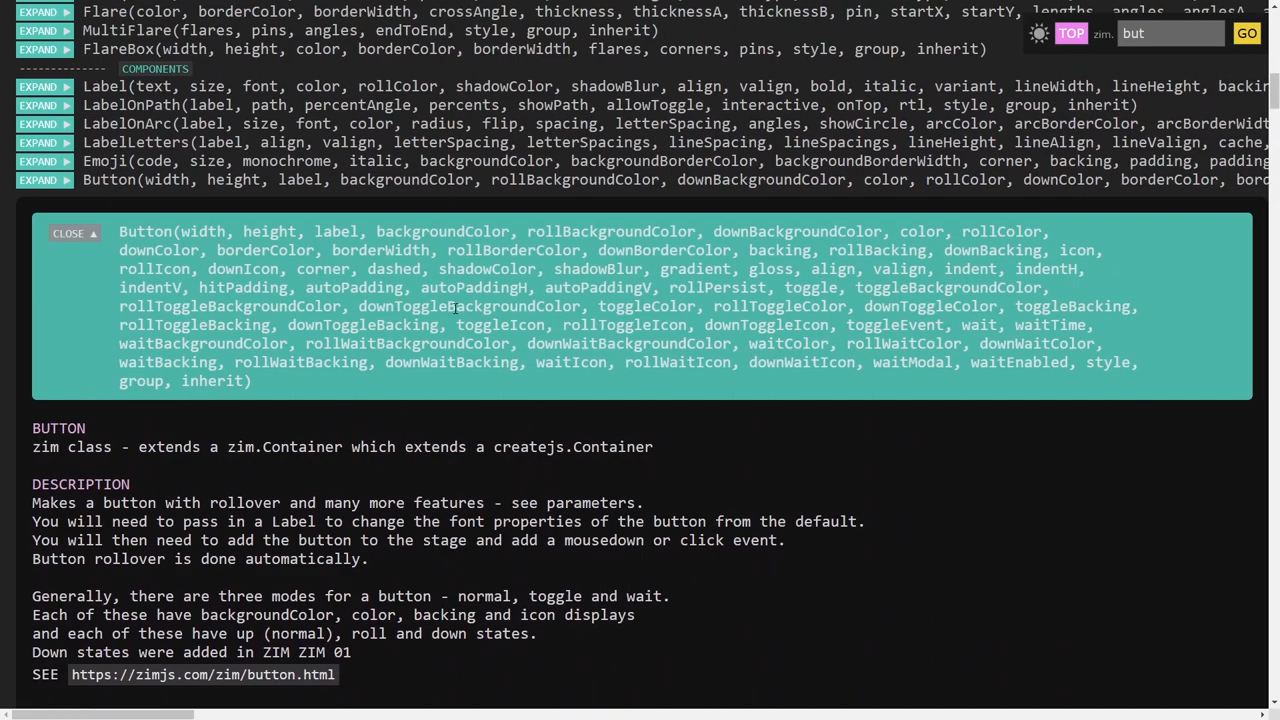 EXPAND ▶ Flare(color, borderColor, borderWidth, crossAngle, thickness, thicknessA, thicknessB, pin, startX, startY, lengths, angles, anglesA,
EXPAND ▶ MultiFlare(flares, pins, angles, endToEnd, style, group, inherit)
TOP zim. but GO
EXPAND ▶ FlareBox(width, height, color, borderColor, borderWidth, flares, corners, pins, style, group, inherit)
-------------- COMPONENTS
EXPAND ▶ Label(text, size, font, color, rollColor, shadowColor, shadowBlur, align, valign, bold, italic, variant, lineWidth, lineHeight,
EXPAND ▶ LabelOnPath(label, path, percentAngle, percents, showPath, allowToggle, interactive, onTop, rtl, style, group, inherit)
EXPAND ▶ LabelOnArc(label, size, font, color, radius, flip, spacing, letterSpacing, angles, showCircle, arcColor, arcBorderColor,
EXPAND ▶ LabelLetters(label, align, valign, letterSpacing, letterSpacings, lineSpacing, lineSpacings, lineHeight, lineAlign, lineValign, cache,
EXPAND ▶ Emoji(code, size, monochrome, italic, backgroundColor, backgroundBorderColor, backgroundBorderWidth, corner, backing, padding,
EXPAND ▶ Button(width, height, label, backgroundColor, rollBackgroundColor, downBackgroundColor, color, rollColor, downColor, borderColor,
CLOSE ▲ Button(width, height, label, backgroundColor, rollBackgroundColor, downBackgroundColor, color, rollColor,
downColor, borderColor, borderWidth, rollBorderColor, downBorderColor, backing, rollBacking, downBacking, icon,
rollIcon, downIcon, corner, dashed, shadowColor, shadowBlur, gradient, gloss, align, valign, indent, indentH,
indentV, hitPadding, autoPadding, autoPaddingH, autoPaddingV, rollPersist, toggle, toggleBackgroundColor,
rollToggleBackgroundColor, downToggleBackgroundColor, toggleColor, rollToggleColor, downToggleColor, toggleBacking,
rollToggleBacking, downToggleBacking, toggleIcon, rollToggleIcon, downToggleIcon, toggleEvent, wait, waitTime,
waitBackgroundColor, rollWaitBackgroundColor, downWaitBackgroundColor, waitColor, rollWaitColor, downWaitColor,
waitBacking, rollWaitBacking, downWaitBacking, waitIcon, rollWaitIcon, downWaitIcon, waitModal, waitEnabled, style,
group, inherit)
BUTTON
zim class - extends a zim.Container which extends a createjs.Container
DESCRIPTION
Makes a button with rollover and many more features - see parameters.
You will need to pass in a Label to change the font properties of the button from the default.
You will then need to add the button to the stage and add a mousedown or click event.
Button rollover is done automatically.
Generally, there are three modes for a button - normal, toggle and wait.
Each of these have backgroundColor, color, backing and icon displays
and each of these have up (normal), roll and down states.
Down states were added in ZIM ZIM 01
SEE https://zimjs.com/zim/button.html